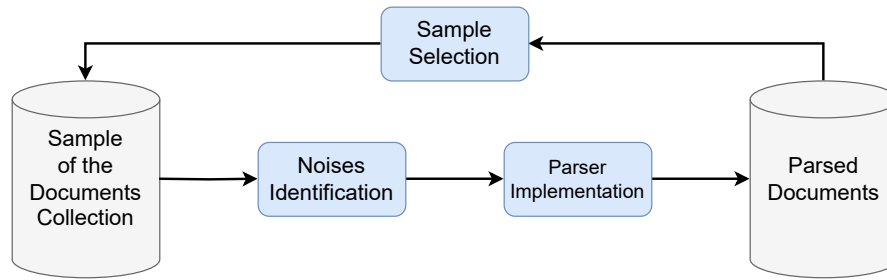 Sample
Selection
Sample
of the
Documents
Collection
Noises
Identification
Parser
Implementation
Parsed
Documents